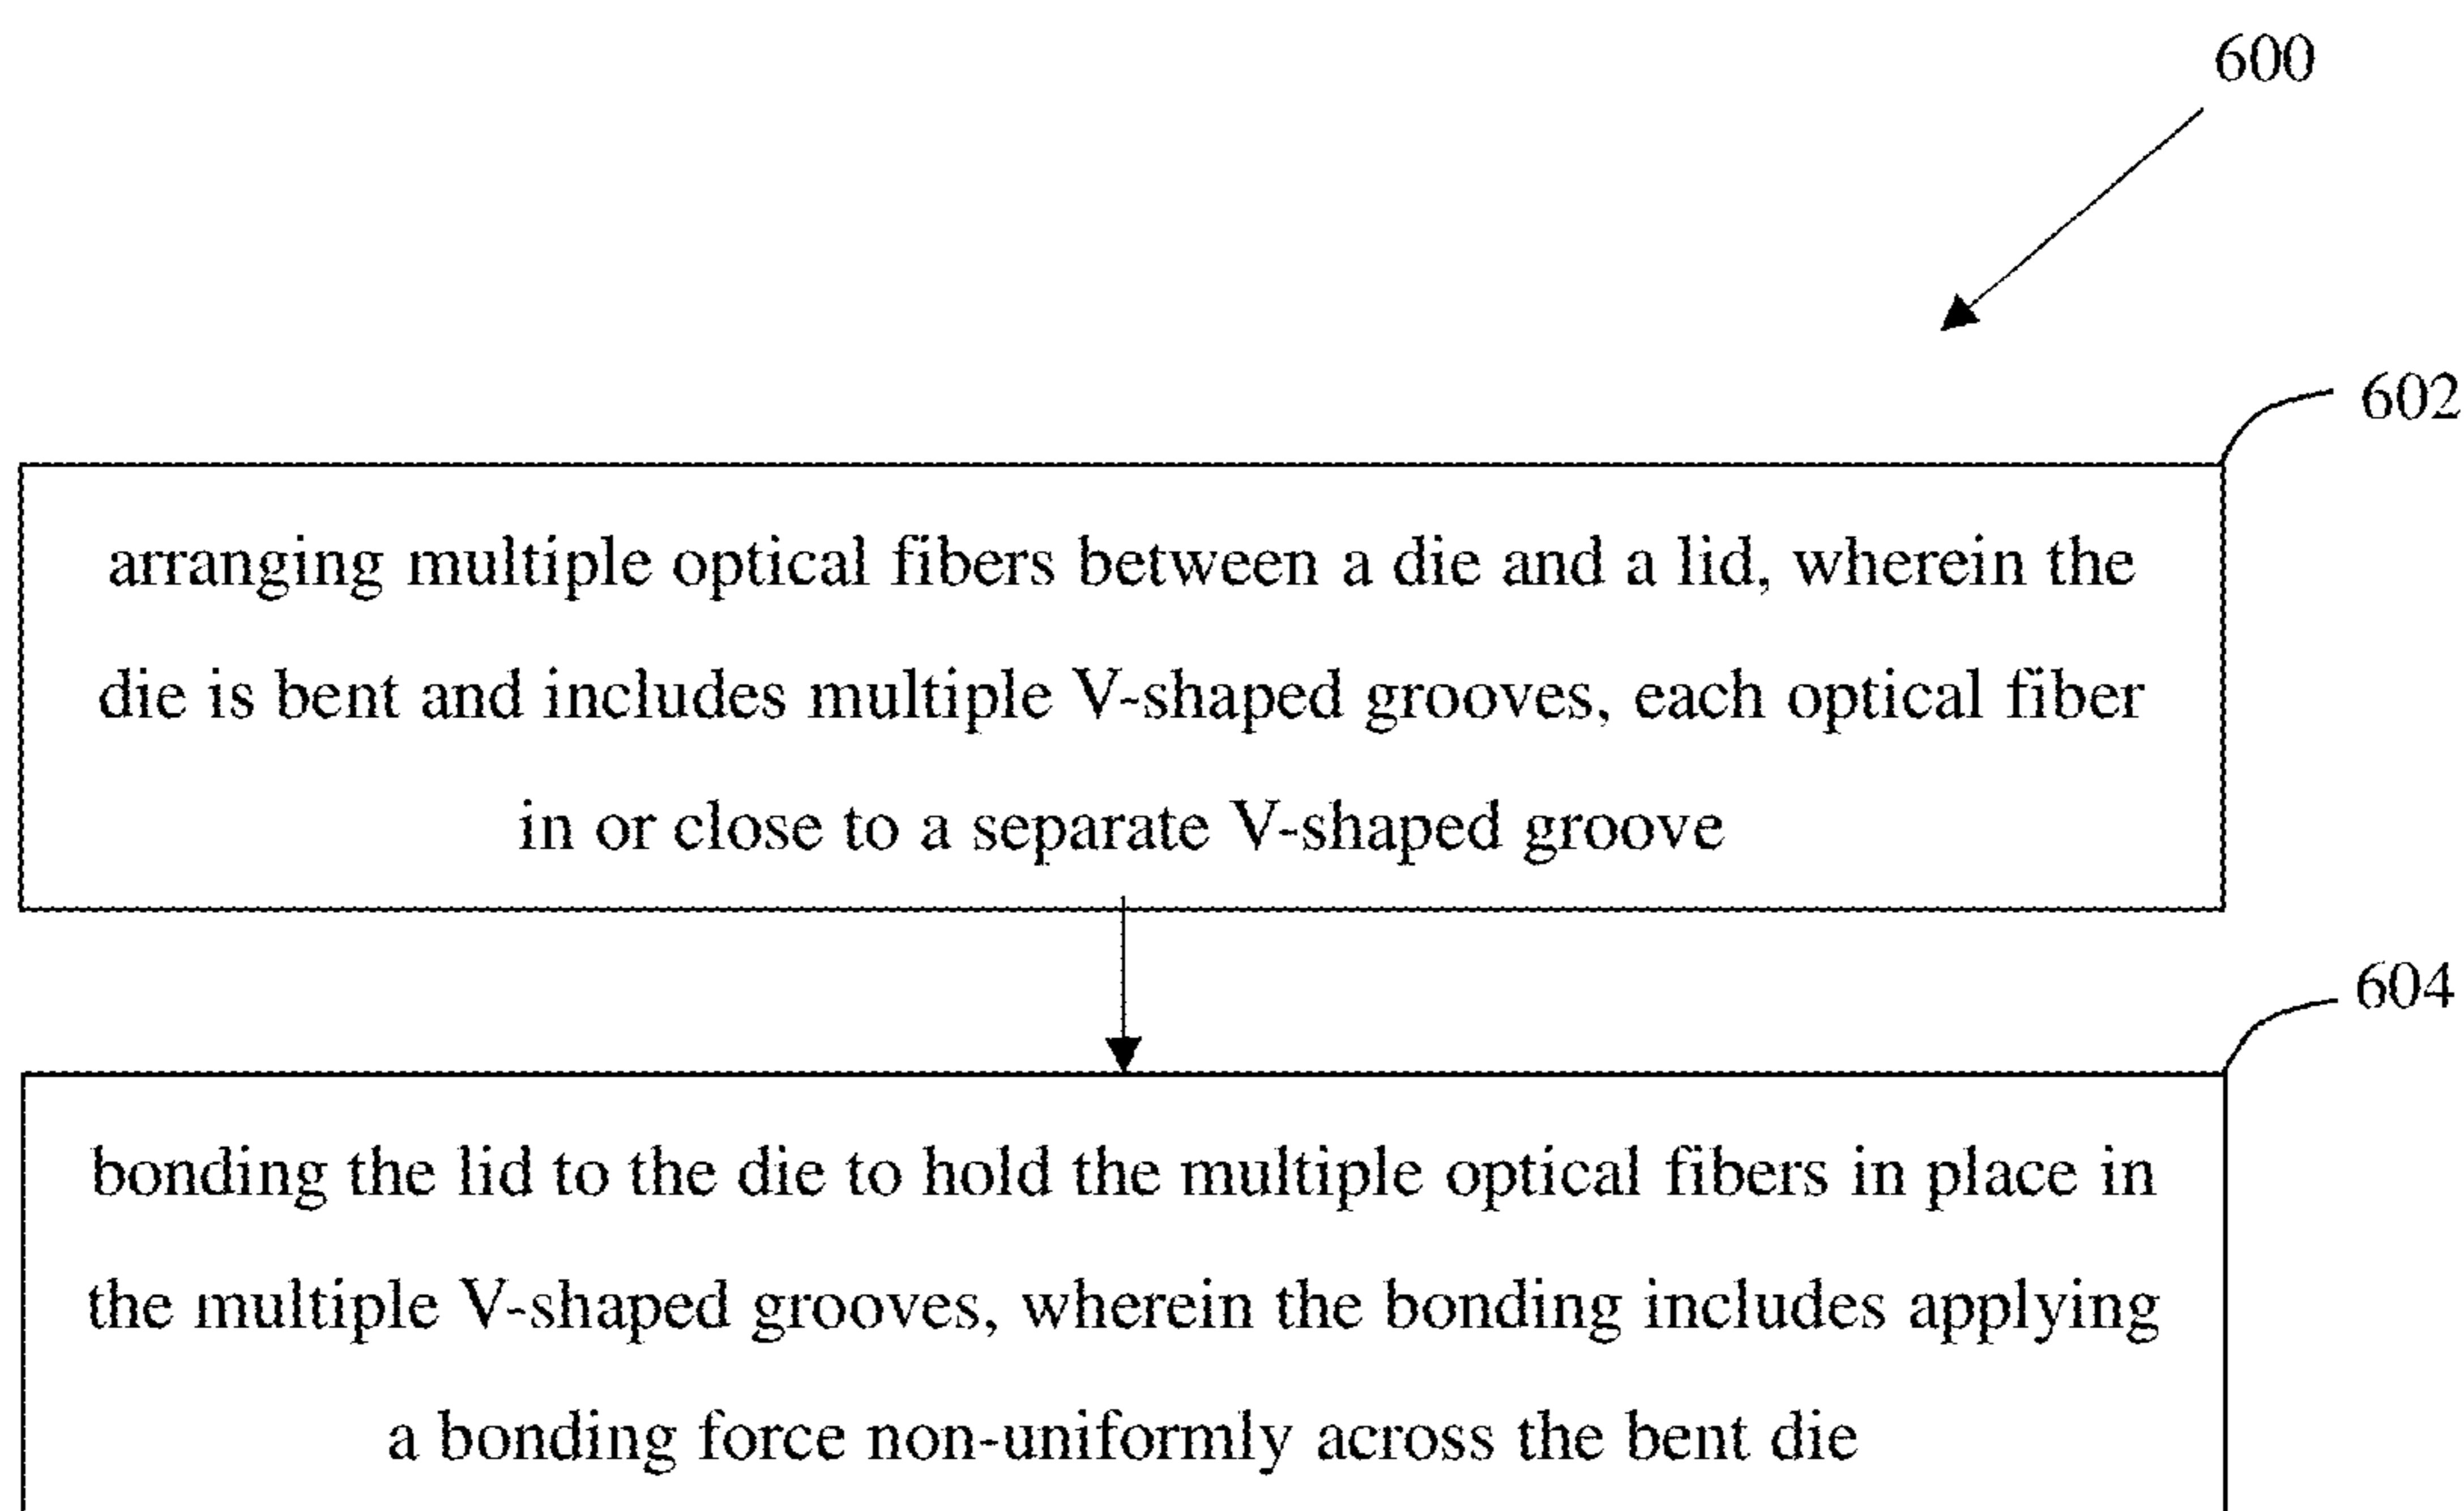 600
602
arranging multiple optical fibers between a die and a lid, wherein the
die is bent and includes multiple V-shaped grooves, each optical fiber
in or close to a separate V-shaped groove
604
bonding the lid to the die to hold the multiple optical fibers in place in
the multiple V-shaped grooves, wherein the bonding includes applying
a bonding force non-uniformly across the bent die